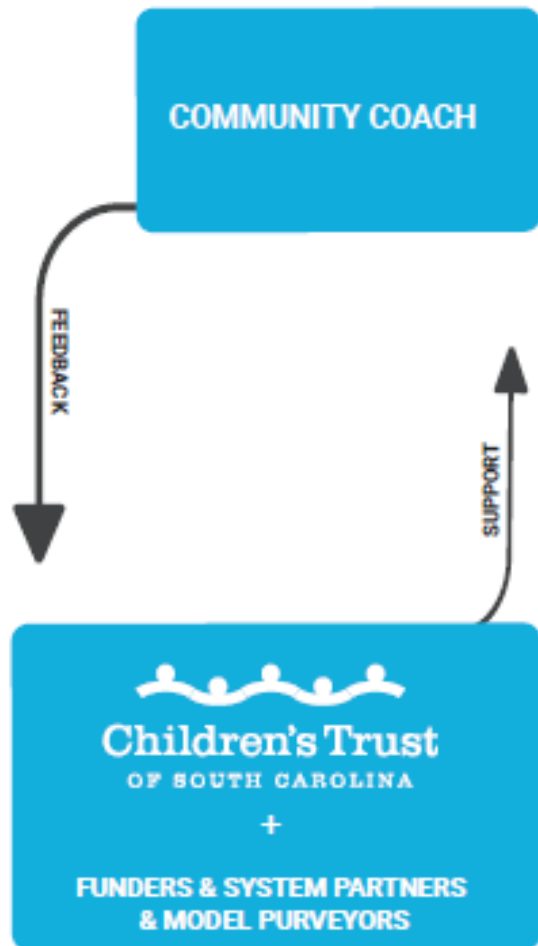 COMMUNITY COACH
FEEDBACK
SUPPORT
Children's Trust
OF SOUTH CAROLINA
+
FUNDERS & SYSTEM PARTNERS
& MODEL PURVEYORS